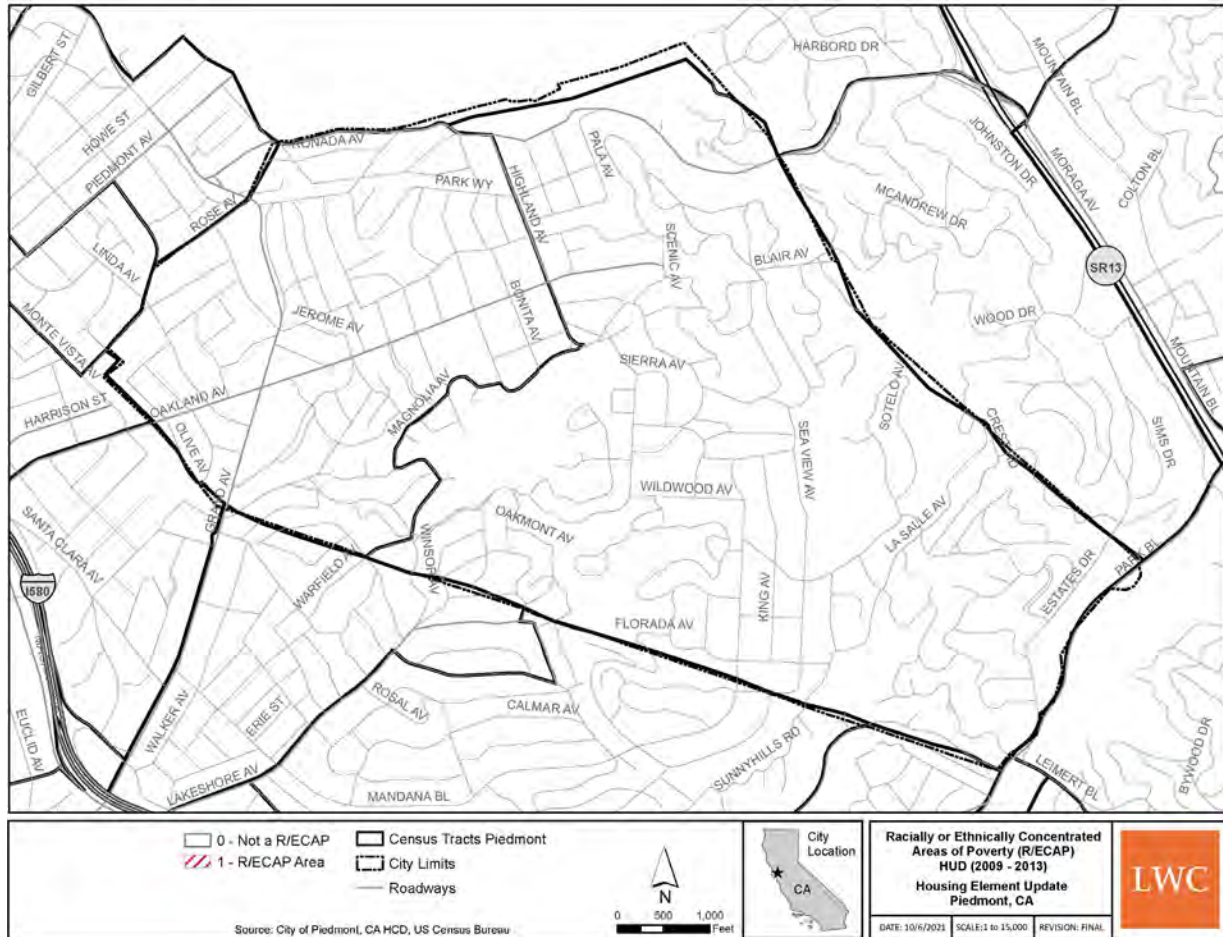 GILBERT ST
HARBORD DR
MOUNTAIN BL
HOWE ST
PIEDMONT AV
JOHNSTON DR
MORAGA AV
COLTON BL
PALA AV
HIGHLAND AV
PARK WY
ROSE AV
MCANDREW DR
LINDA AV
SCENIC AV
BLAIR AV
SR13
BONITA AV
JEROME AV
MONTE VISTA AV
WOOD DR
SIERRA AV
MOUNTAIN BL
OAKLAND AV
HARRISON ST
MAGNOLIA AV
SOTELO AV
OLIVE AV
SEA VIEW AV
SIMS DR
WILDWOOD AV
GRAND AV
OAKMONT AV
LA SALLE AV
SANTA CLARA AV
WINSOR AV
PARK BL
I580
WARFIELD AV
ESTATES DR
KING AV
FLORADA AV
ROSAL AV
CALMAR AV
ERIE ST
WALKER AV
EUCLID AV
SUNNYHILLS RD
BYWOOD DR
LEIMERT BL
LAKESHORE AV
MANDANA BL
0 - Not a R/ECAP
1 - R/ECAP Area
Census Tracts Piedmont
City Limits
Roadways
Source: City of Piedmont, CA HCD, US Census Bureau
N
0 500 1,000
Feet
City
Location
CA
Racially or Ethnically Concentrated
Areas of Poverty (R/ECAP)
HUD (2009 - 2013)
Housing Element Update
Piedmont, CA
DATE: 10/6/2021 SCALE:1 to 15,000 REVISION: FINAL
LWC